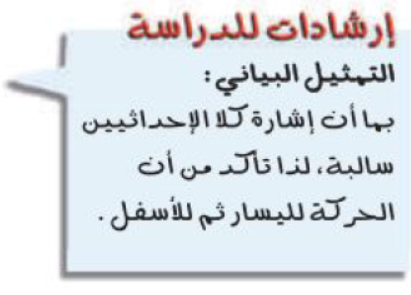 إرشادات للدراسة
التمثيل البياني :
بما أن إشارة كلا الإحداثيين
سالبة، لذا تأكد من أن
الحركة لليسار ثم للأسفل .